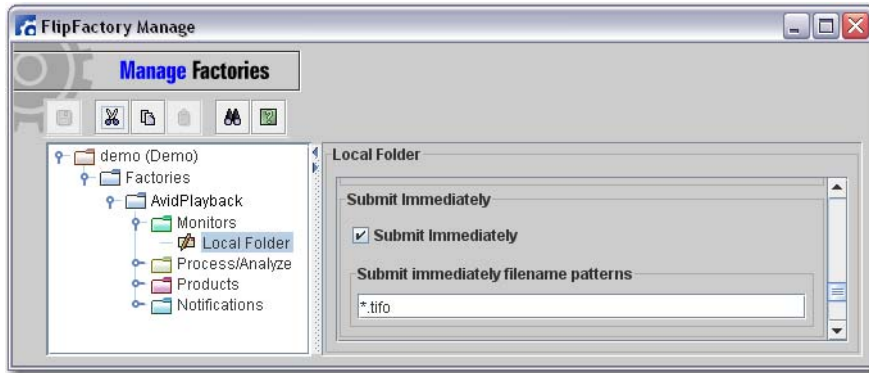 FlipFactory Manage
Manage Factories
demo (Demo)
Factories
AvidPlayback
Monitors
Local Folder
Process/Analyze
Products
Notifications
Local Folder
Submit Immediately
Submit Immediately
Submit immediately filename patterns
*.tifo